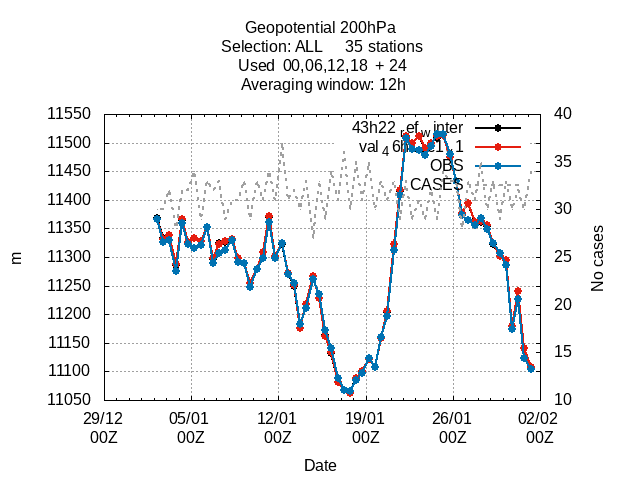 Geopotential 200hPa
Selection: ALL 35 stations
Used 00,06,12,18 + 24
Averaging window: 12h
11550
11500
11450
11400
11350
11300
11250
11200
11150
11100
11050
40
35
30
25
20
15
10
43h22_ref_winter
OBS
CASES
m
No cases
29/12 05/01 12/01 19/01 26/01 02/02
00Z 00Z 00Z 00Z 00Z 00Z
Date